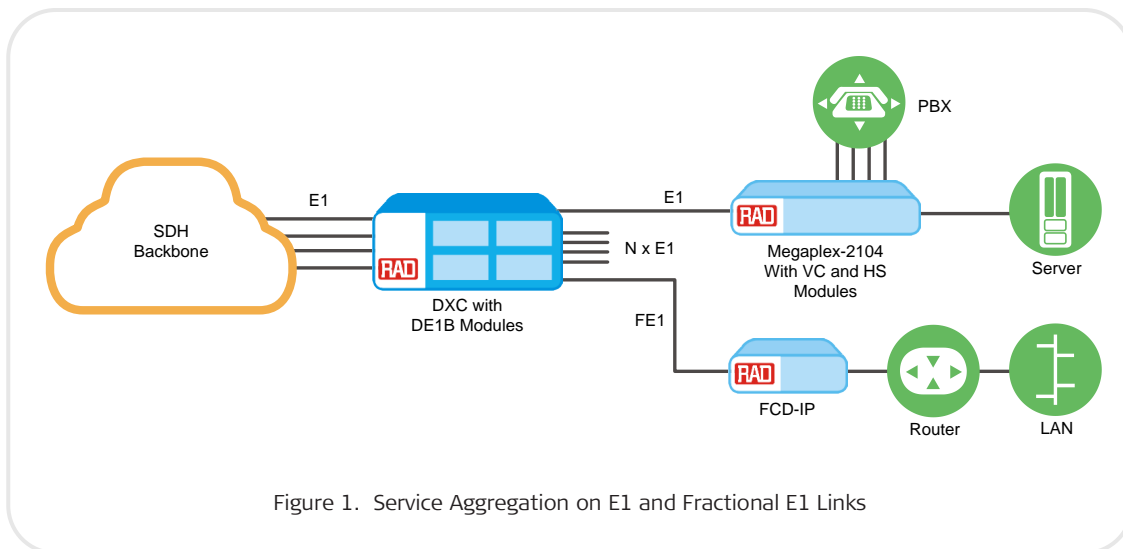 PBX
E1
E1
SDH
Backbone
RAD
RAD
N x E1
Megaplex-2104
With VC and HS
Modules
Server
DXC with
DE1B Modules
FE1
RAD
FCD-IP
Router
LAN
Figure 1. Service Aggregation on E1 and Fractional E1 Links